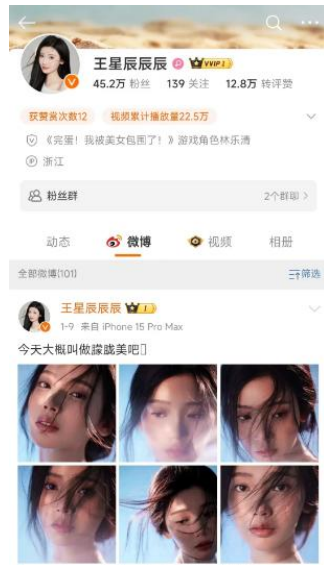 王星辰辰辰 VVIP1
45.2万 粉丝 139 关注 12.8万 转评赞
获赞赏次数12 视频累计播放量22.5万
《完蛋！我被美女包围了！》游戏角色林乐清
浙江
粉丝群 2个群聊 >
动态 微博 视频 相册
全部微博(101) 筛选
王星辰辰辰
1-9 来自 iPhone 15 Pro Max
今天大概叫做朦胧美吧